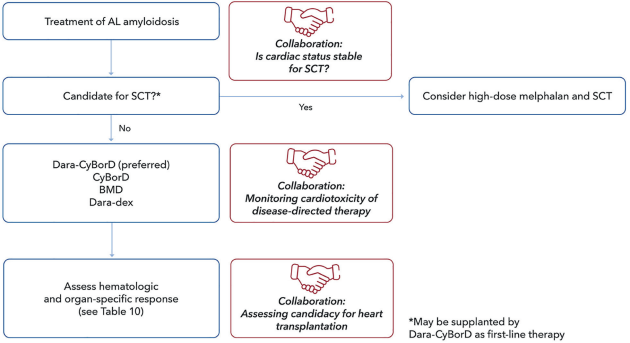 Treatment of AL amyloidosis
Collaboration:
Is cardiac status stable
for SCT?
Candidate for SCT?*
Yes
Consider high-dose melphalan and SCT
No
Dara-CyBorD (preferred)
CyBorD
BMD
Dara-dex
Collaboration:
Monitoring cardiotoxicity of
disease-directed therapy
Assess hematologic
and organ-specific response
(see Table 10)
Collaboration:
Assessing candidacy for heart
transplantation
*May be supplanted by
Dara-CyBorD as first-line therapy